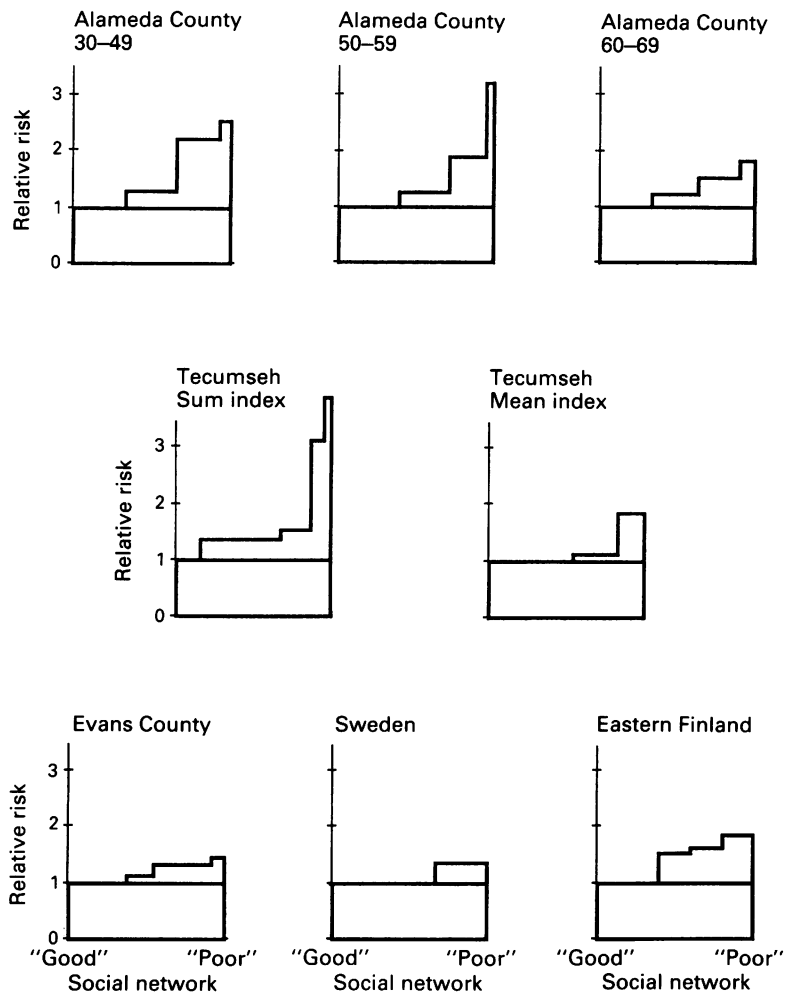 Alameda County
30–49
Alameda County
50–59
Alameda County
60–69
Relative risk
3
2
1
0
Tecumseh
Sum index
Tecumseh
Mean index
Relative risk
3
2
1
0
Evans County
Sweden
Eastern Finland
Relative risk
3
2
1
0
"Good" "Poor"
Social network
"Good" "Poor"
Social network
"Good" "Poor"
Social network